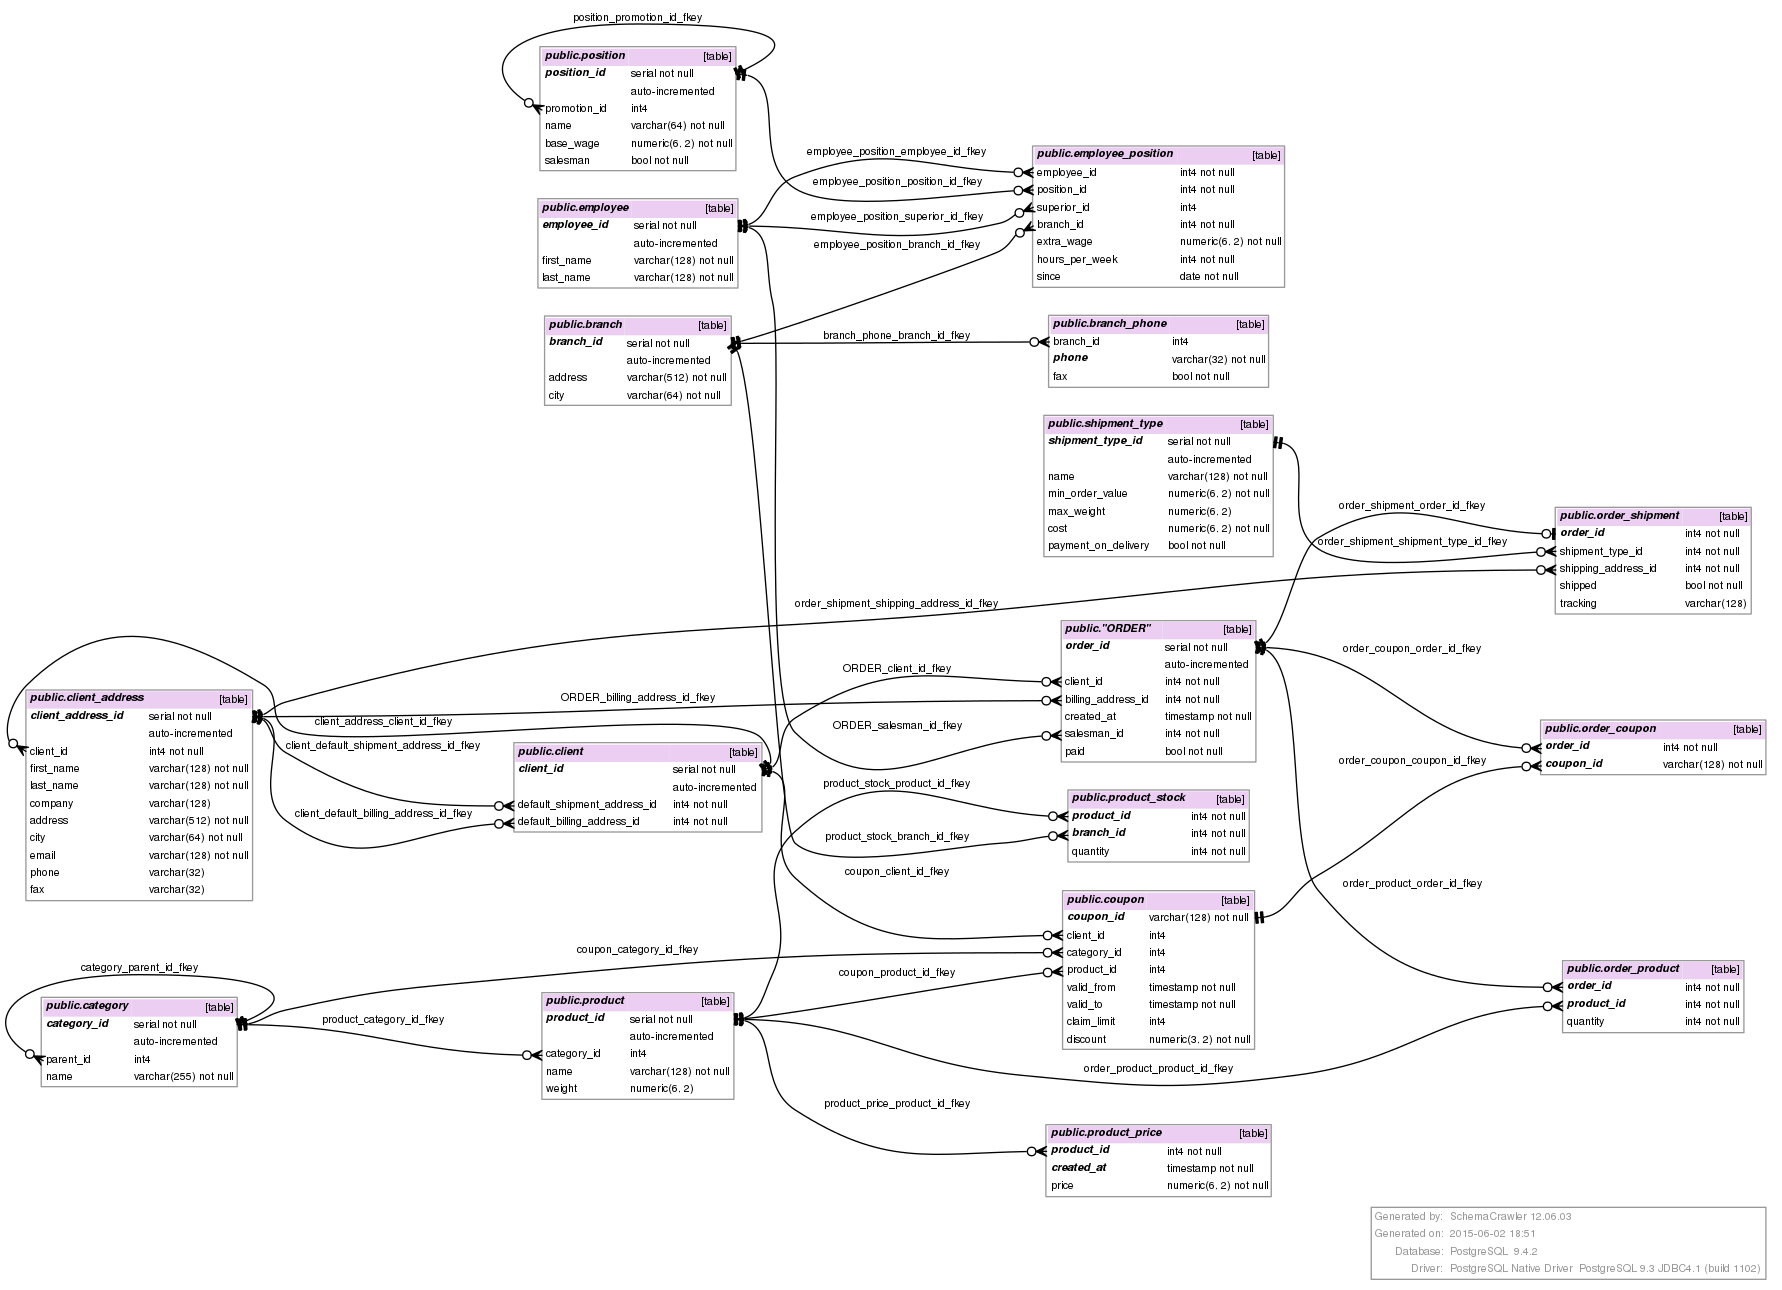 position_promotion_id_fkey
public.position [table]
position_id serial not null
auto-incremented
promotion_id int4
name varchar(64) not null
base_wage numeric(6, 2) not null
salesman bool not null
employee_position_employee_id_fkey
employee_position_position_id_fkey
employee_position_superior_id_fkey
employee_position_branch_id_fkey
public.employee_position [table]
employee_id int4 not null
position_id int4 not null
superior_id int4
branch_id int4 not null
extra_wage numeric(6, 2) not null
hours_per_week int4 not null
since date not null
public.employee [table]
employee_id serial not null
auto-incremented
first_name varchar(128) not null
last_name varchar(128) not null
public.branch [table]
branch_id serial not null
auto-incremented
address varchar(512) not null
city varchar(64) not null
branch_phone_branch_id_fkey
public.branch_phone [table]
branch_id int4
phone varchar(32) not null
fax bool not null
public.shipment_type [table]
shipment_type_id serial not null
auto-incremented
name varchar(128) not null
min_order_value numeric(6, 2) not null
max_weight numeric(6, 2)
cost numeric(6, 2) not null
payment_on_delivery bool not null
order_shipment_order_id_fkey
order_shipment_shipment_type_id_fkey
order_shipment_shipping_address_id_fkey
public.order_shipment [table]
order_id int4 not null
shipment_type_id int4 not null
shipping_address_id int4 not null
shipped bool not null
tracking varchar(128)
public."ORDER" [table]
order_id serial not null
auto-incremented
client_id int4 not null
billing_address_id int4 not null
created_at timestamp not null
salesman_id int4 not null
paid bool not null
ORDER_client_id_fkey
ORDER_billing_address_id_fkey
ORDER_salesman_id_fkey
order_coupon_order_id_fkey
order_coupon_coupon_id_fkey
public.order_coupon [table]
order_id int4 not null
coupon_id varchar(128) not null
public.client_address [table]
client_address_id serial not null
auto-incremented
client_id int4 not null
first_name varchar(128) not null
last_name varchar(128) not null
company varchar(128)
address varchar(512) not null
city varchar(64) not null
email varchar(128) not null
phone varchar(32)
fax varchar(32)
client_address_client_id_fkey
client_default_shipment_address_id_fkey
client_default_billing_address_id_fkey
public.client [table]
client_id serial not null
auto-incremented
default_shipment_address_id int4 not null
default_billing_address_id int4 not null
product_stock_product_id_fkey
product_stock_branch_id_fkey
public.product_stock [table]
product_id int4 not null
branch_id int4 not null
quantity int4 not null
coupon_client_id_fkey
coupon_category_id_fkey
coupon_product_id_fkey
public.coupon [table]
coupon_id varchar(128) not null
client_id int4
category_id int4
product_id int4
valid_from timestamp not null
valid_to timestamp not null
claim_limit int4
discount numeric(3, 2) not null
order_product_order_id_fkey
order_product_product_id_fkey
public.order_product [table]
order_id int4 not null
product_id int4 not null
quantity int4 not null
category_parent_id_fkey
public.category [table]
category_id serial not null
auto-incremented
parent_id int4
name varchar(255) not null
product_category_id_fkey
public.product [table]
product_id serial not null
auto-incremented
category_id int4
name varchar(128) not null
weight numeric(6, 2)
product_price_product_id_fkey
public.product_price [table]
product_id int4 not null
created_at timestamp not null
price numeric(6, 2) not null
Generated by: SchemaCrawler 12.06.03
Generated on: 2015-06-02 18:51
Database: PostgreSQL 9.4.2
Driver: PostgreSQL Native Driver PostgreSQL 9.3 JDBC4.1 (build 1102)